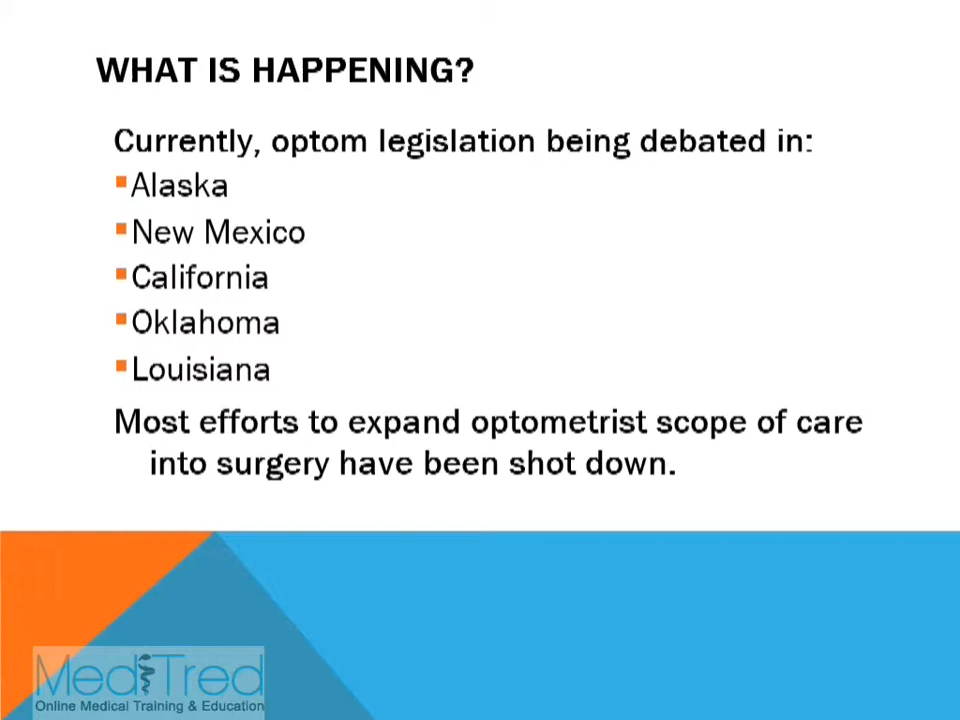 WHAT IS HAPPENING?
Currently, optom legislation being debated in:
▪Alaska
▪New Mexico
▪California
▪Oklahoma
▪Louisiana
Most efforts to expand optometrist scope of care
into surgery have been shot down.
MediTred
Online Medical Training & Education